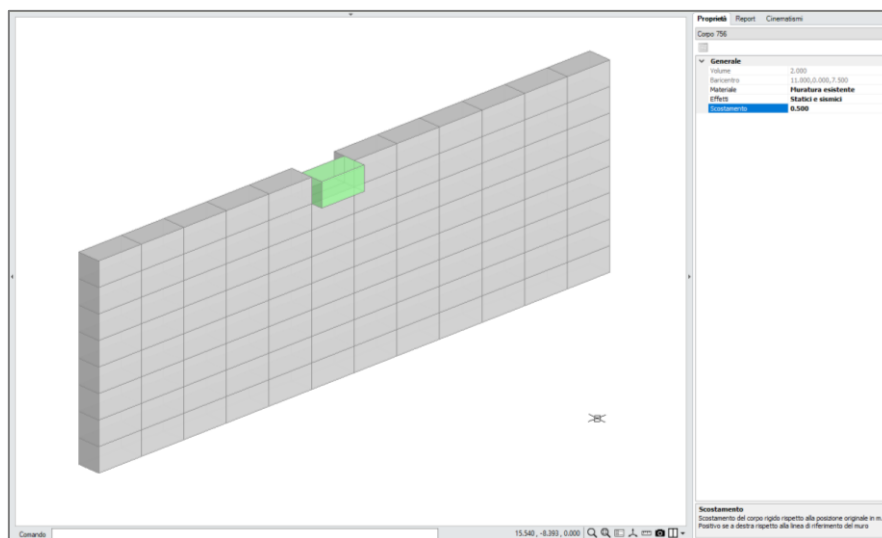 Proprietà Report Cinematismi
Corpo 756
Generale
Volume 2.000
Baricentro 11.000,0.000,7.500
Materiale Muratura esistente
Effetti Statici e sismici
Scostamento 0.500
Scostamento
Scostamento del corpo rigido rispetto alla posizione originale in m.
Positivo se a destra rispetto alla linea di riferimento del muro
Comando 15.540 , -8.393 , 0.000